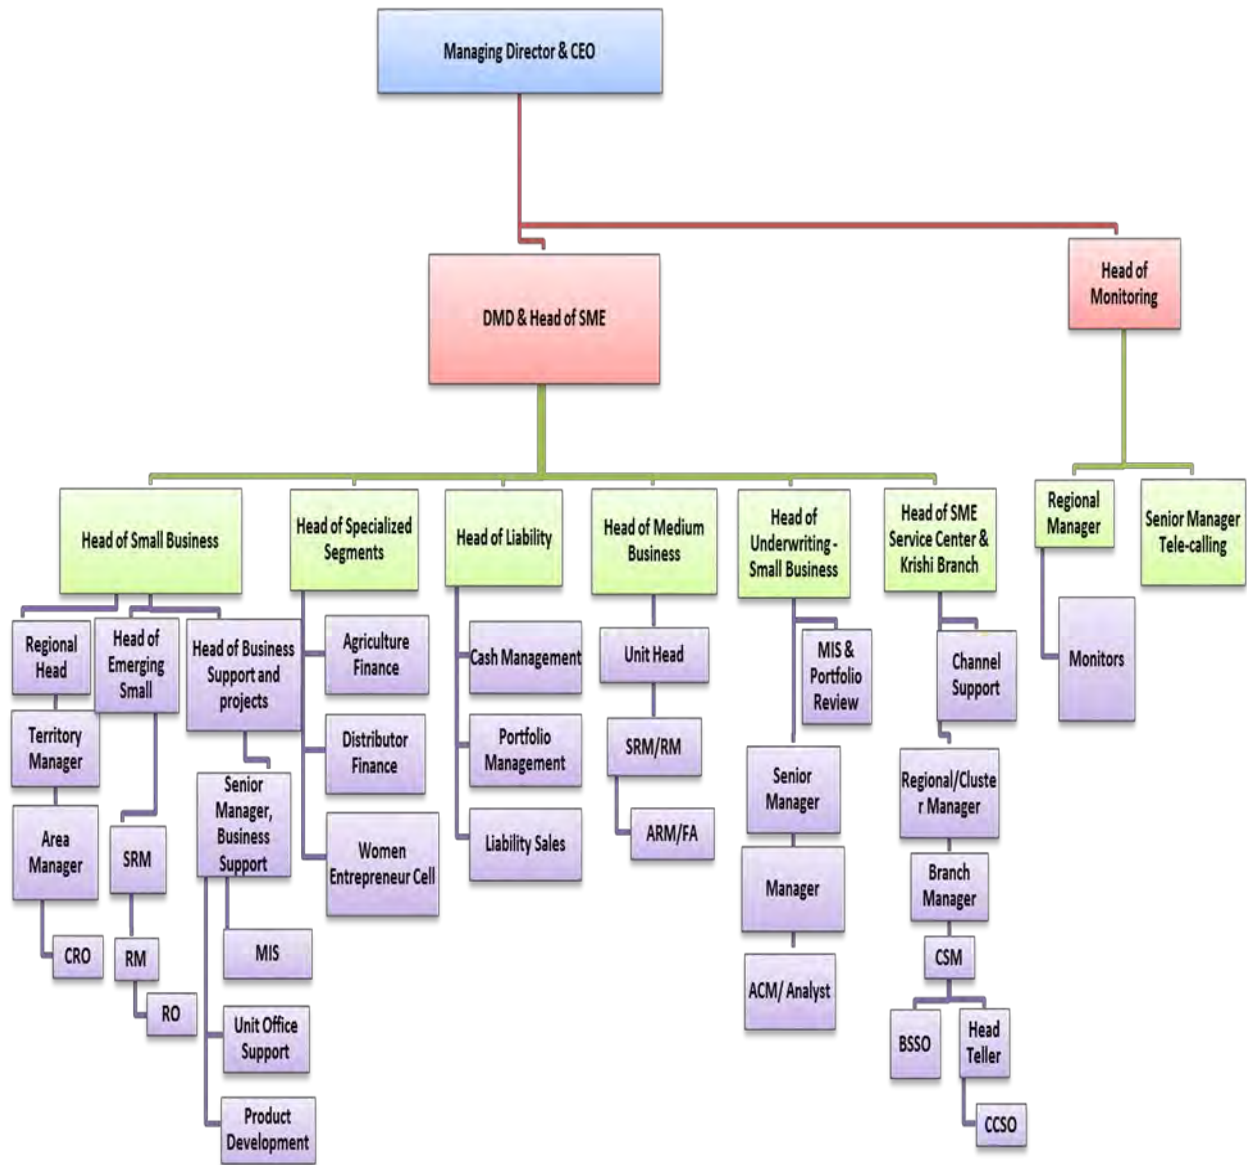 Managing Director & CEO
DMD & Head of SME
Head of
Monitoring
Head of Small Business
Head of Specialized
Segments
Head of Liability
Head of Medium
Business
Head of
Underwriting -
Small Business
Head of SME
Service Center &
Krishi Branch
Regional
Manager
Senior Manager
Tele-calling
Regional
Head
Head of
Emerging
Small
Head of Business
Support and
projects
Agriculture
Finance
Cash Management
Unit Head
MIS &
Portfolio
Review
Channel
Support
Monitors
Territory
Manager
Distributor
Finance
Portfolio
Management
SRM/RM
Senior
Manager
Regional/Cluste
r Manager
Senior
Manager,
Business
Support
Area
Manager
SRM
Women
Entrepreneur Cell
Liability Sales
ARM/FA
Manager
Branch
Manager
CRO
RM
MIS
CSM
RO
ACM/ Analyst
Unit Office
Support
BSSO
Head
Teller
Product
Development
CCSO